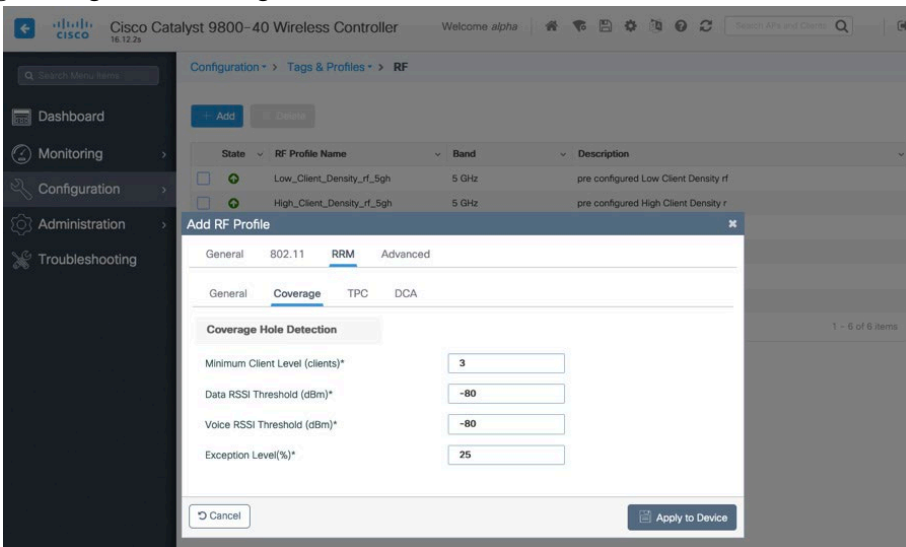 CISCO
Cisco Catalyst 9800-40 Wireless Controller
16.12.2s
Welcome alpha
Search APs and Clients
Search Menu Items
Dashboard
Monitoring
Configuration
Administration
Troubleshooting
Configuration > Tags & Profiles > RF
Add
Delete
State RF Profile Name Band Description
Low_Client_Density_rf_5gh 5 GHz pre configured Low Client Density rf
High_Client_Density_rf_5gh 5 GHz pre configured High Client Density r
1 - 6 of 6 items
Add RF Profile
General 802.11 RRM Advanced
General Coverage TPC DCA
Coverage Hole Detection
Minimum Client Level (clients)* 3
Data RSSI Threshold (dBm)* -80
Voice RSSI Threshold (dBm)* -80
Exception Level(%)* 25
Cancel
Apply to Device